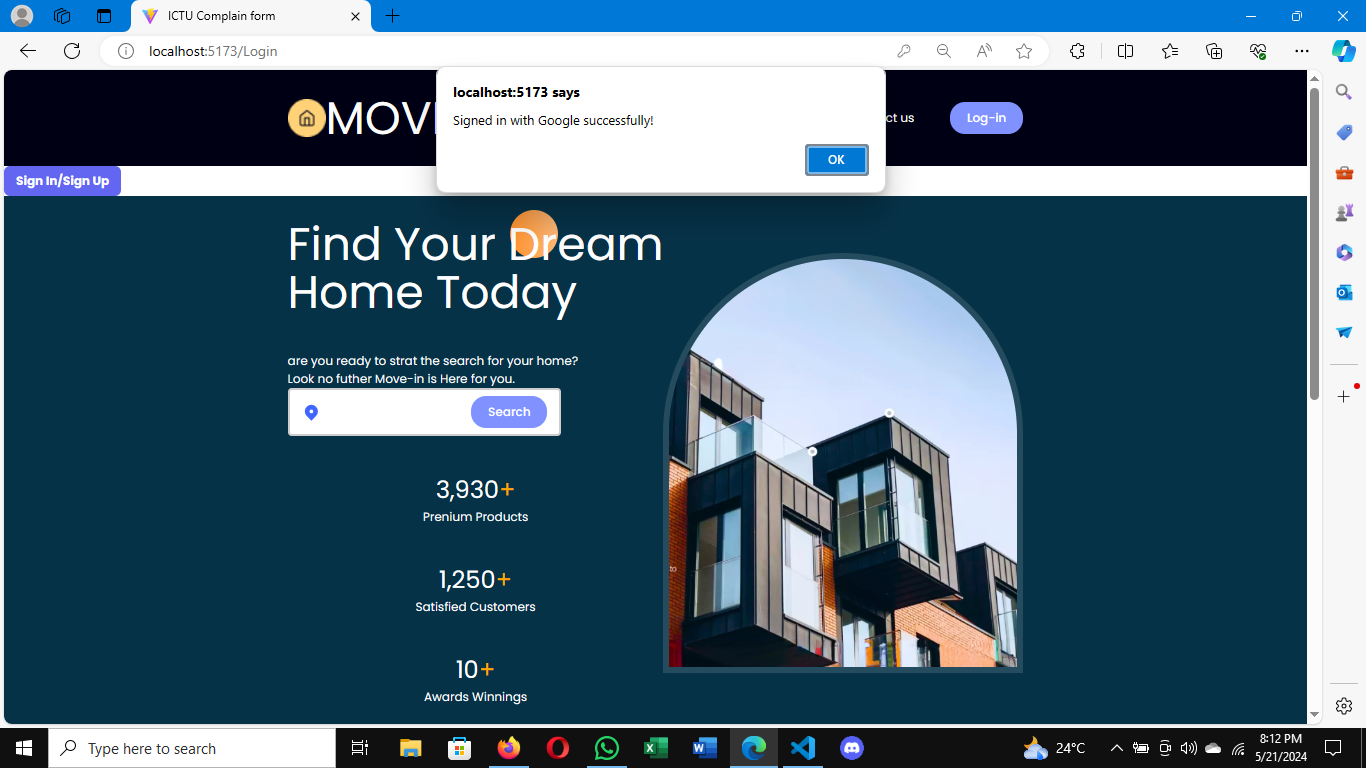 ICTU Complain form
localhost:5173/Login
localhost:5173 says
Signed in with Google successfully!
OK
MOV
ct us
Log-in
Sign In/Sign Up
Find Your Dream
Home Today
are you ready to strat the search for your home?
Look no futher Move-in is Here for you.
Search
3,930+
Prenium Products
1,250+
Satisfied Customers
10+
Awards Winnings
Type here to search
24°C
8:12 PM
5/21/2024